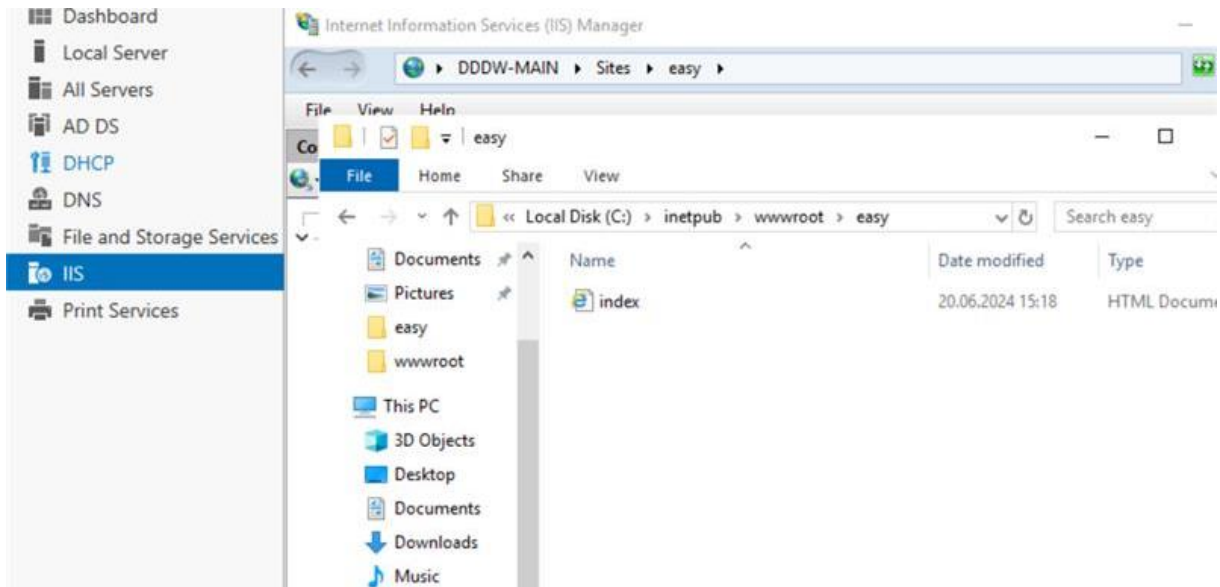 Dashboard
Local Server
All Servers
AD DS
DHCP
DNS
File and Storage Services
IIS
Print Services
Internet Information Services (IIS) Manager
DDDW-MAIN Sites easy
File View Help
Co
easy
File Home Share View
« Local Disk (C:) › inetpub › wwwroot › easy
Search easy
Documents
Pictures
easy
wwwroot
This PC
3D Objects
Desktop
Documents
Downloads
Music
Name Date modified Type
index 20.06.2024 15:18 HTML Docume